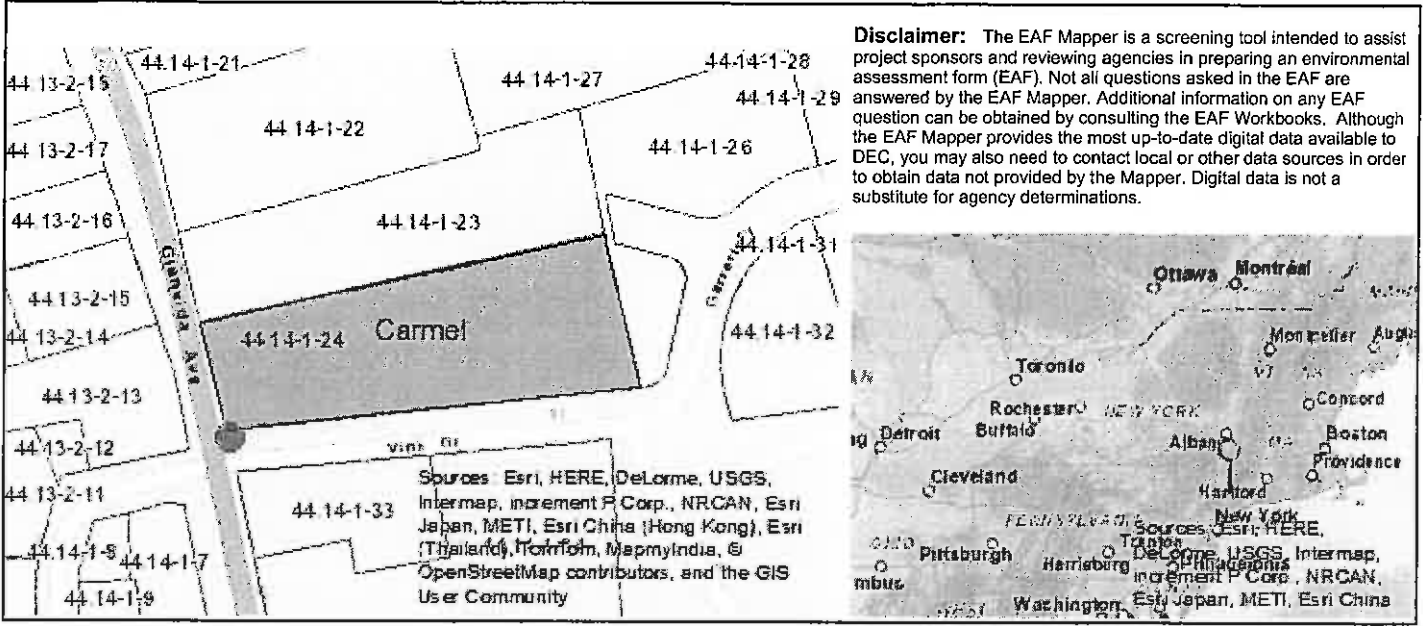 Disclaimer: The EAF Mapper is a screening tool intended to assist
project sponsors and reviewing agencies in preparing an environmental
assessment form (EAF). Not all questions asked in the EAF are
answered by the EAF Mapper. Additional information on any EAF
question can be obtained by consulting the EAF Workbooks. Although
the EAF Mapper provides the most up-to-date digital data available to
DEC, you may also need to contact local or other data sources in order
to obtain data not provided by the Mapper. Digital data is not a
substitute for agency determinations.
44.14-1-21
44.14-1-27
44.14-1-28
44.14-1-29
44.14-1-22
44.14-1-26
44.13-2-17
44.13-2-16
44.14-1-23
44.14-1-31
44.13-2-15
44.13-2-14
44.14-1-24
Carmel
44.14-1-32
44.13-2-13
44.13-2-12
44.13-2-11
44.14-1-33
44.14-1-7
44.14-1-9
Sources: Esri, HERE, DeLorme, USGS,
Intermap, increment P Corp., NRCAN, Esri
Japan, METI, Esri China (Hong Kong), Esri
(Thailand), TomTom, MapmyIndia, ©
OpenStreetMap contributors, and the GIS
User Community
Ottawa
Montréal
Montpelier
Toronto
Rochester
NEW YORK
Concord
Detroit
Buffalo
Boston
Providence
Cleveland
Hartford
New York
PENNSYLVANIA
Pittsburgh
Harrisburg
Trenton
Philadelphia
Washington
Sources: Esri, HERE,
DeLorme, USGS, Intermap,
increment P Corp., NRCAN,
Esri Japan, METI, Esri China